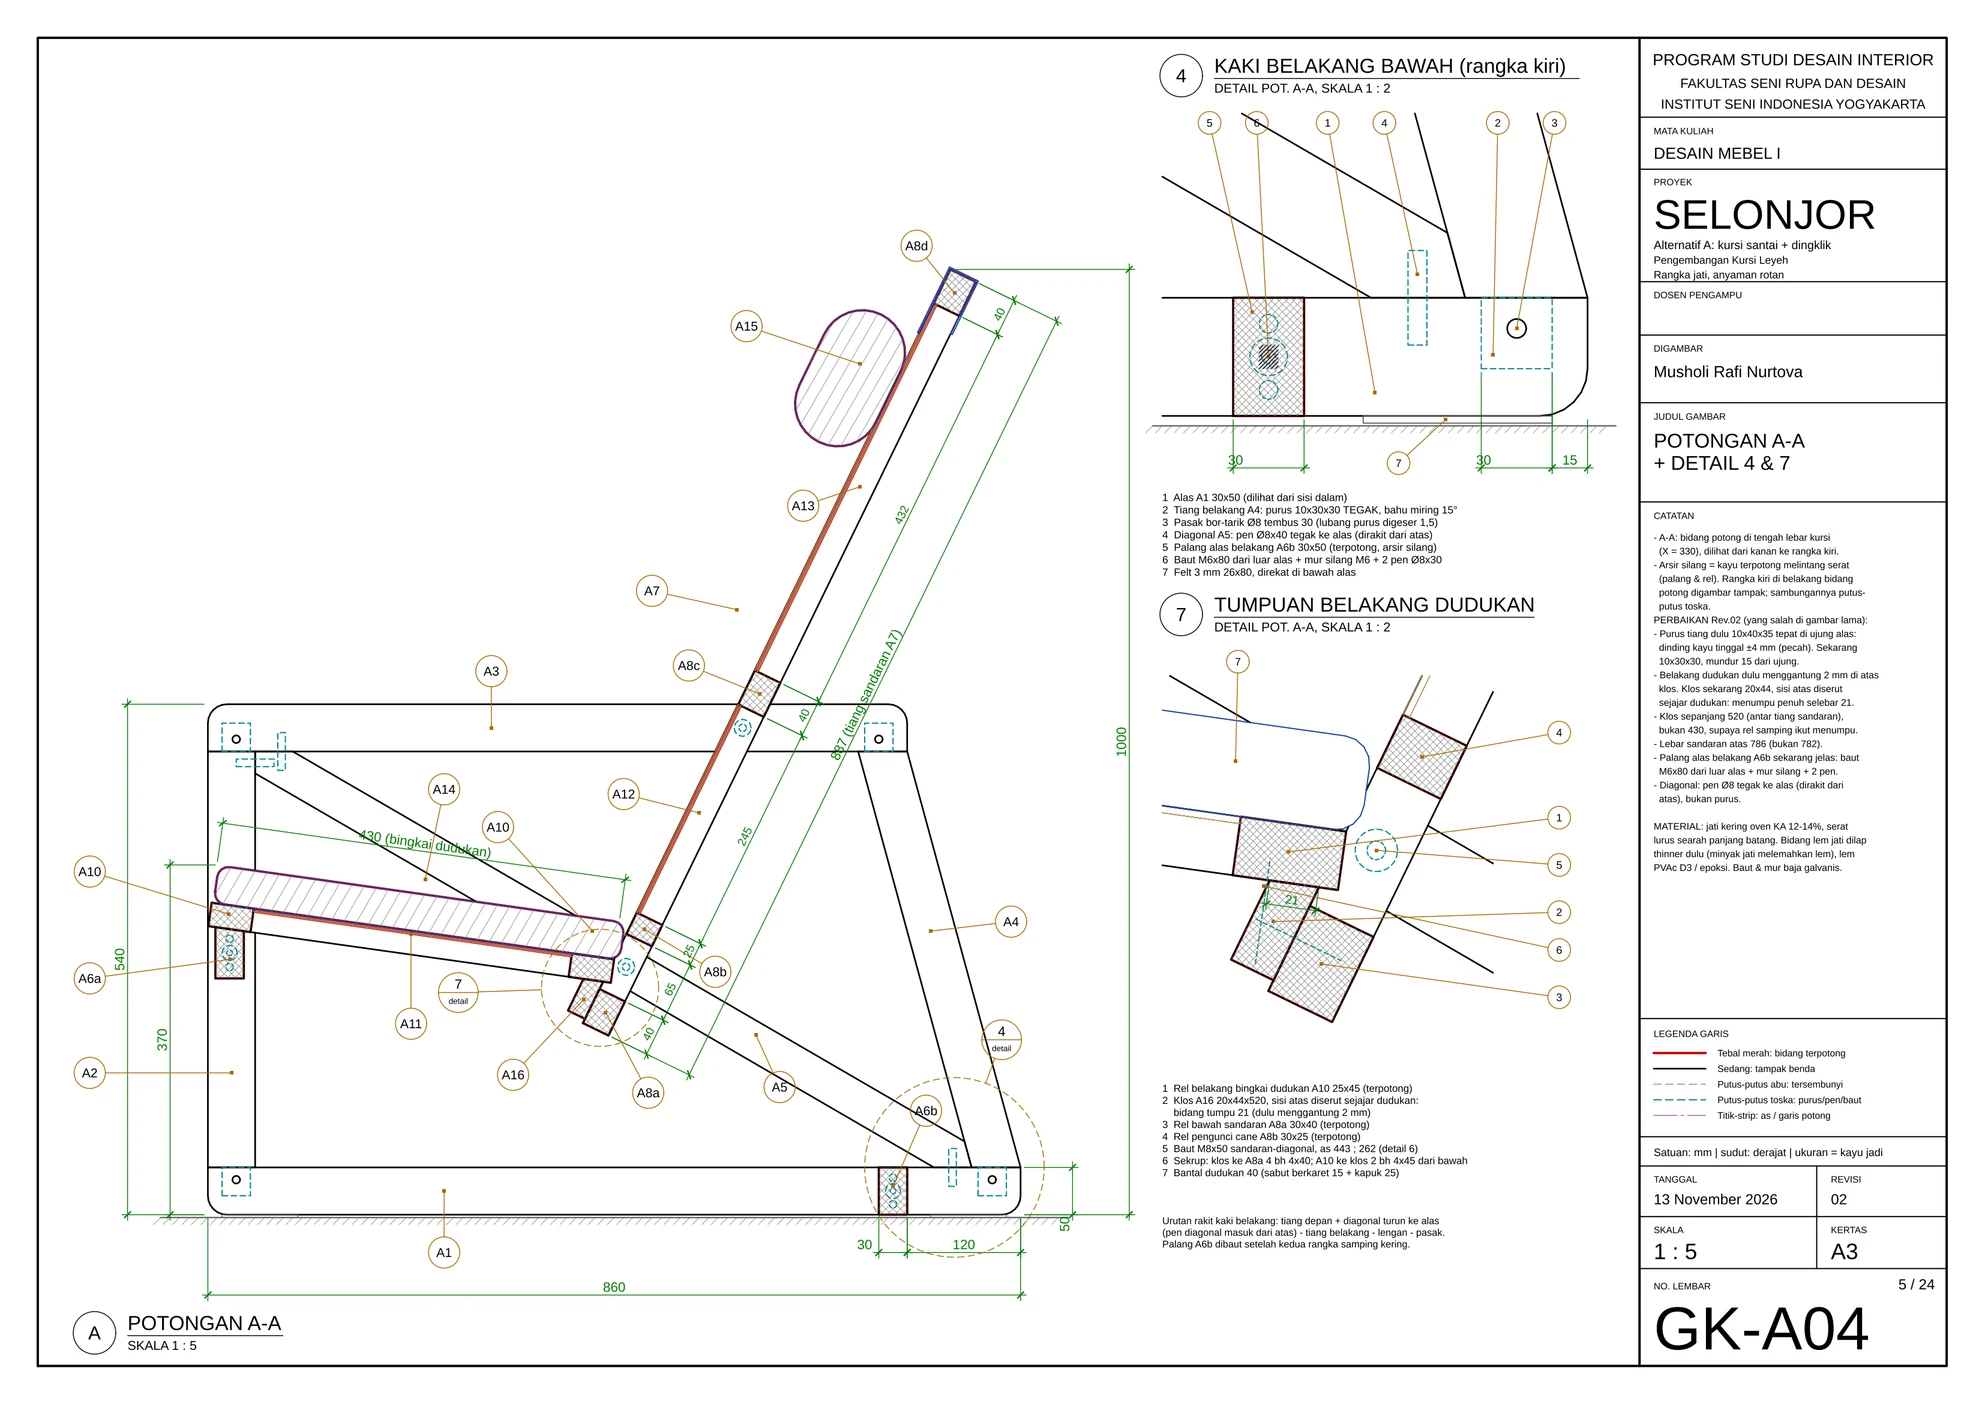 4 KAKI BELAKANG BAWAH (rangka kiri)
DETAIL POT. A-A, SKALA 1 : 2
5 6 1 4 2 3
7
30 30 15
1 Alas A1 30x50 (dilihat dari sisi dalam)
2 Tiang belakang A4: purus 10x30x30 TEGAK, bahu miring 15°
3 Pasak bor-tarik Ø8 tembus 30 (lubang purus digeser 1,5)
4 Diagonal A5: pen Ø8x40 tegak ke alas (dirakit dari atas)
5 Palang alas belakang A6b 30x50 (terpotong, arsir silang)
6 Baut M6x80 dari luar alas + mur silang M6 + 2 pen Ø8x30
7 Felt 3 mm 26x80, direkat di bawah alas
7 TUMPUAN BELAKANG DUDUKAN
DETAIL POT. A-A, SKALA 1 : 2
7
4
1
5
2
21
6
3
1 Rel belakang bingkai dudukan A10 25x45 (terpotong)
2 Klos A16 20x44x520, sisi atas diserut sejajar dudukan:
bidang tumpu 21 (dulu menggantung 2 mm)
3 Rel bawah sandaran A8a 30x40 (terpotong)
4 Rel pengunci cane A8b 30x25 (terpotong)
5 Baut M8x50 sandaran-diagonal, as 443 ; 262 (detail 6)
6 Sekrup: klos ke A8a 4 bh 4x40; A10 ke klos 2 bh 4x45 dari bawah
7 Bantal dudukan 40 (sabut berkaret 15 + kapuk 25)
Urutan rakit kaki belakang: tiang depan + diagonal turun ke alas
(pen diagonal masuk dari atas) - tiang belakang - lengan - pasak.
Palang A6b dibaut setelah kedua rangka samping kering.
A8d
A15
40
A13
432
A7
887 (tiang sandaran A7)
A8c
A3
40
1000
A14
A12
A10
430 (bingkai dudukan)
245
A10
A4
540
25
A6a
7
detail
A8b
65
A11
370
40
4
detail
A2
A16
A8a
A5
A6b
50
A1
30 120
860
A POTONGAN A-A
SKALA 1 : 5
PROGRAM STUDI DESAIN INTERIOR
FAKULTAS SENI RUPA DAN DESAIN
INSTITUT SENI INDONESIA YOGYAKARTA
MATA KULIAH
DESAIN MEBEL I
PROYEK
SELONJOR
Alternatif A: kursi santai + dingklik
Pengembangan Kursi Leyeh
Rangka jati, anyaman rotan
DOSEN PENGAMPU
DIGAMBAR
Musholi Rafi Nurtova
JUDUL GAMBAR
POTONGAN A-A
+ DETAIL 4 & 7
CATATAN
- A-A: bidang potong di tengah lebar kursi
(X = 330), dilihat dari kanan ke rangka kiri.
- Arsir silang = kayu terpotong melintang serat
(palang & rel). Rangka kiri di belakang bidang
potong digambar tampak; sambungannya putus-
putus toska.
PERBAIKAN Rev.02 (yang salah di gambar lama):
- Purus tiang dulu 10x40x35 tepat di ujung alas:
dinding kayu tinggal ±4 mm (pecah). Sekarang
10x30x30, mundur 15 dari ujung.
- Belakang dudukan dulu menggantung 2 mm di atas
klos. Klos sekarang 20x44, sisi atas diserut
sejajar dudukan: menumpu penuh selebar 21.
- Klos sepanjang 520 (antar tiang sandaran),
bukan 430, supaya rel samping ikut menumpu.
- Lebar sandaran atas 786 (bukan 782).
- Palang alas belakang A6b sekarang jelas: baut
M6x80 dari luar alas + mur silang + 2 pen.
- Diagonal: pen Ø8 tegak ke alas (dirakit dari
atas), bukan purus.
MATERIAL: jati kering oven KA 12-14%, serat
lurus searah panjang batang. Bidang lem jati dilap
thinner dulu (minyak jati melemahkan lem), lem
PVAc D3 / epoksi. Baut & mur baja galvanis.
LEGENDA GARIS
Tebal merah: bidang terpotong
Sedang: tampak benda
Putus-putus abu: tersembunyi
Putus-putus toska: purus/pen/baut
Titik-strip: as / garis potong
Satuan: mm | sudut: derajat | ukuran = kayu jadi
TANGGAL
13 November 2026
REVISI
02
SKALA
1 : 5
KERTAS
A3
NO. LEMBAR 5 / 24
GK-A04